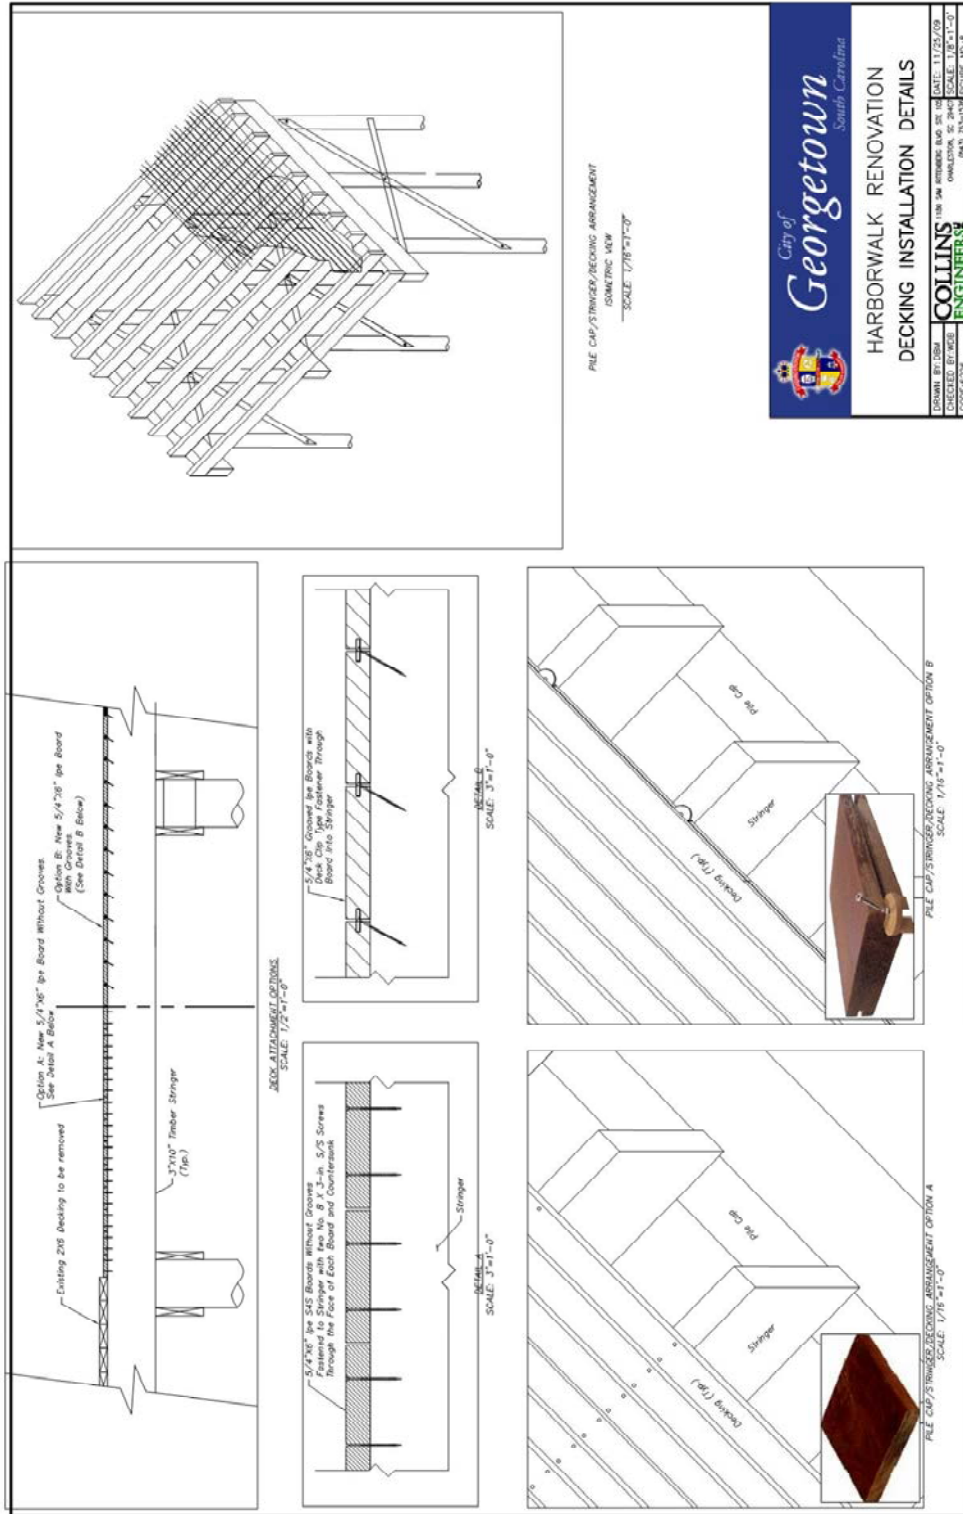 Existing 2X6 Decking to be removed
Option A: New 5/4"X6" Ipe Board Without Grooves.
See Detail A Below
Option B: New 5/4"X6" Ipe Board
With Grooves.
(See Detail B Below)
3"X10" Timber Stringer
(Typ.)
DECK ATTACHMENT OPTIONS
SCALE: 1/2"=1'-0"
5/4"X6" Ipe S4S Boards Without Grooves
Fastened to Stringer with two No. 8 X 3-in. S/S Screws
Through the Face of Each Board and Countersunk
Stringer
DETAIL A
SCALE: 3"=1'-0"
5/4"X6" Grooved Ipe Boards with
Deck Clip Type Fastener Through
Board into Stringer
DETAIL B
SCALE: 3"=1'-0"
Decking (Typ.)
Stringer
Pile Cap
PILE CAP/STRINGER/DECKING ARRANGEMENT OPTION A
SCALE: 1/16"=1'-0"
Decking (Typ.)
Stringer
Pile Cap
PILE CAP/STRINGER/DECKING ARRANGEMENT OPTION B
SCALE: 1/16"=1'-0"
PILE CAP/STRINGER/DECKING ARRANGEMENT
ISOMETRIC VIEW
SCALE: 1/16"=1'-0"
City of
Georgetown
South Carolina
HARBORWALK RENOVATION
DECKING INSTALLATION DETAILS
DRAWN BY: DBM
CHECKED BY: WDB
COLLINS
ENGINEERS
CHARLESTON, SC 29407
DATE: 11/25/09
SCALE: 1/8"=1'-0"